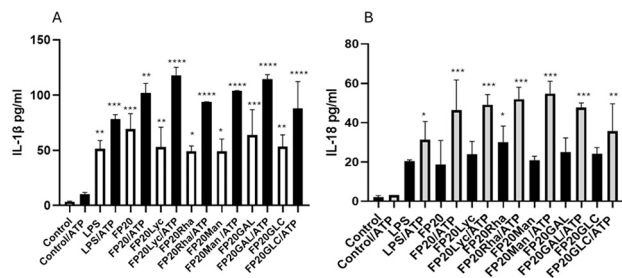 A
IL-1β pg/ml
150
100
50
0
** *** *** ** **** ** **** * **** * **** *** **** ** ****
Control
Control/ATP
LPS
LPS/ATP
FP20
FP20/ATP
FP20Lyc
FP20Lyc/ATP
FP20Rha
FP20Rha/ATP
FP20Man
FP20Man /ATP
FP20GAL
FP20GAL/ATP
FP20GLC
FP20GLC/ATP
B
IL-18 pg/ml
80
60
40
20
0
* *** *** * *** *** *** **
Control
Control/ATP
LPS
LPS/ATP
FP20
FP20/ATP
FP20Lyc
FP20Lyc/ATP
FP20Rha
FP20Rha/ATP
FP20Man
FP20Man /ATP
FP20GAL
FP20GAL/ATP
FP20GLC
FP20GLC/ATP